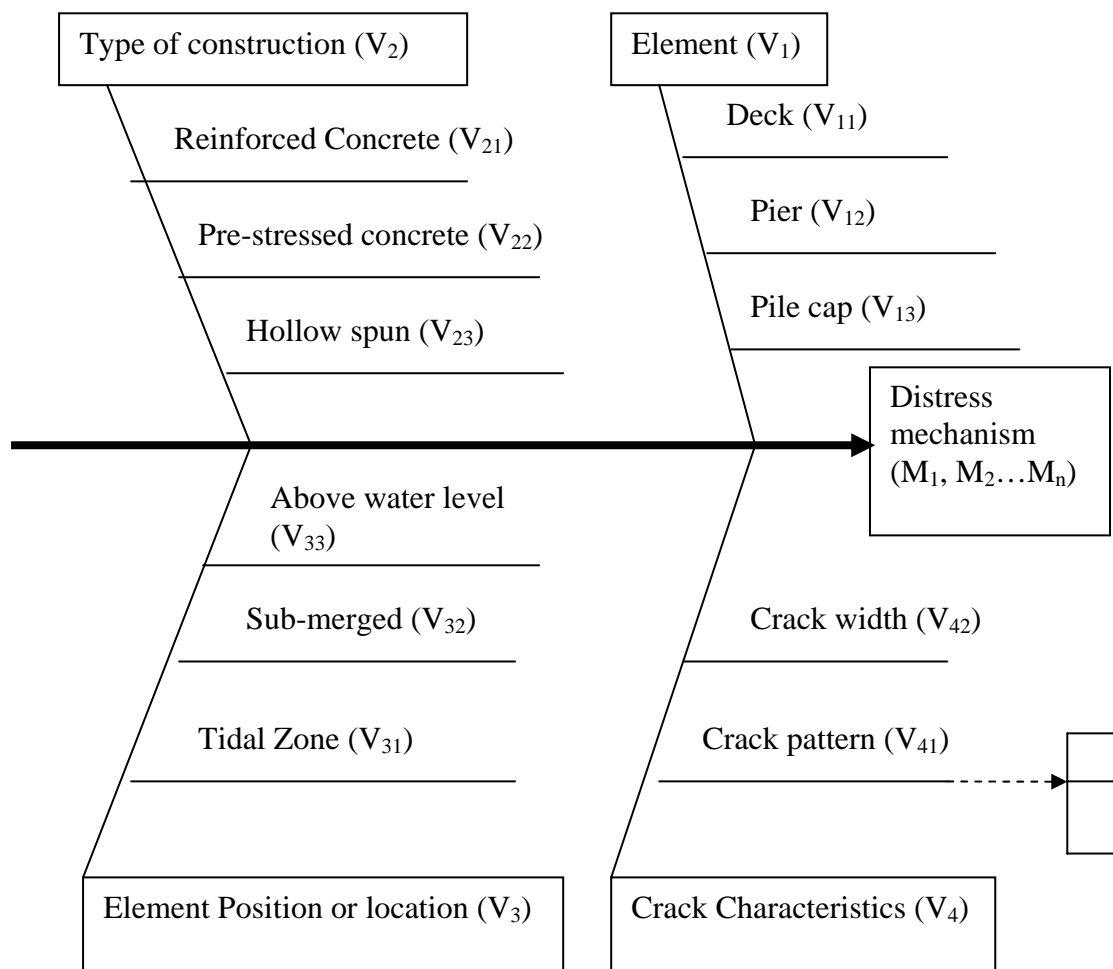 Type of construction (V₂)
Element (V₁)
Reinforced Concrete (V₂₁)
Pre-stressed concrete (V₂₂)
Hollow spun (V₂₃)
Deck (V₁₁)
Pier (V₁₂)
Pile cap (V₁₃)
Distress
mechanism
(M₁, M₂…Mₙ)
Above water level
(V₃₃)
Sub-merged (V₃₂)
Tidal Zone (V₃₁)
Crack width (V₄₂)
Crack pattern (V₄₁)
Element Position or location (V₃)
Crack Characteristics (V₄)